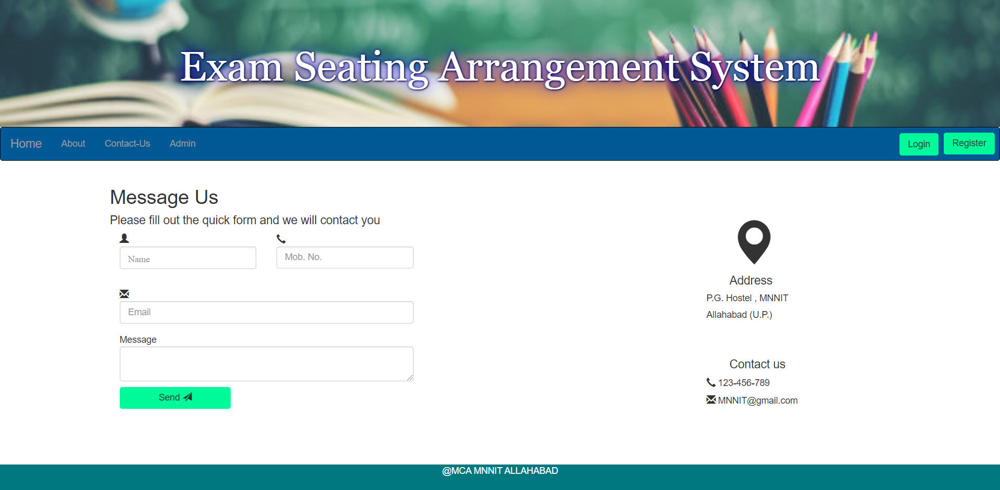 Exam Seating Arrangement System
Home About Contact-Us Admin Login Register
Message Us
Please fill out the quick form and we will contact you
Name
Mob. No.
Email
Message
Send
Address
P.G. Hostel , MNNIT
Allahabad (U.P.)
Contact us
123-456-789
MNNIT@gmail.com
@MCA MNNIT ALLAHABAD